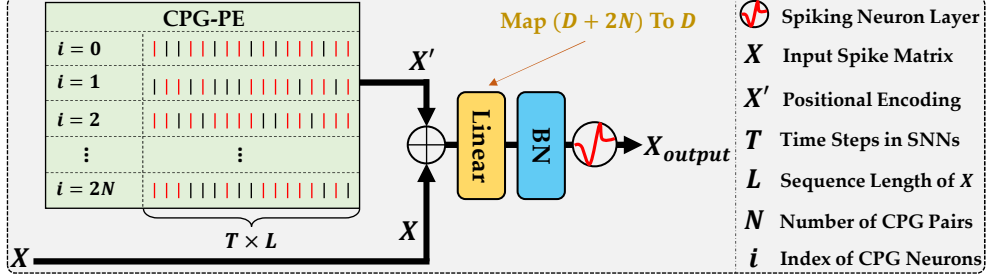 CPG-PE
i = 0
i = 1
i = 2
⋮ ⋮
i = 2N
T × L
X
X
X′
Map (D + 2N) To D
Linear
BN
X_output
Spiking Neuron Layer
X Input Spike Matrix
X′ Positional Encoding
T Time Steps in SNNs
L Sequence Length of X
N Number of CPG Pairs
i Index of CPG Neurons